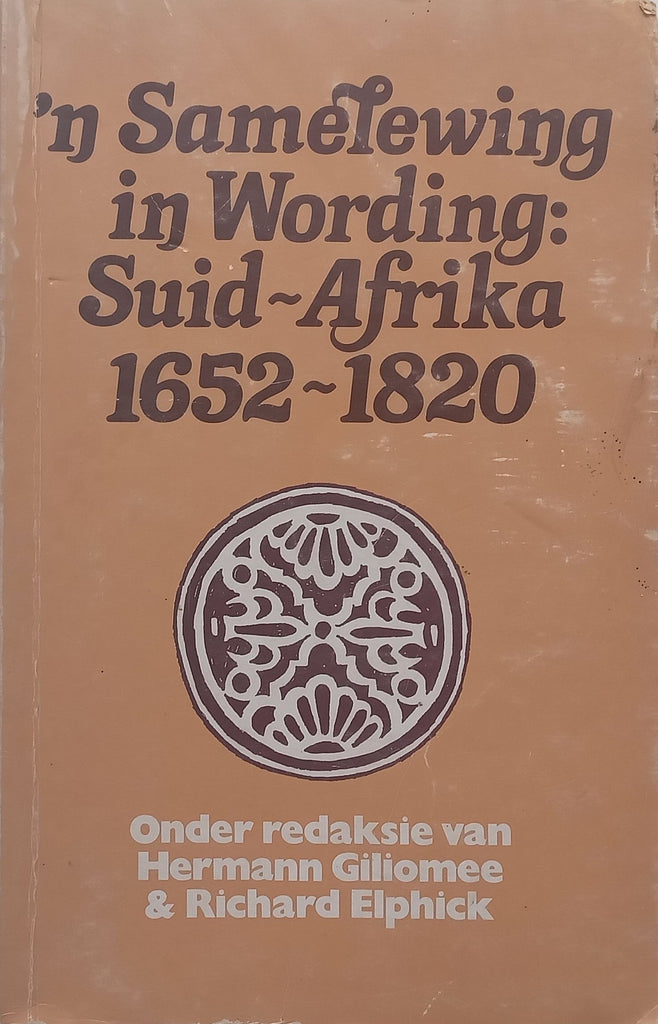 'n Samelewing
in Wording:
Suid~Afrika
1652~1820
Onder redaksie van
Hermann Giliomee
& Richard Elphick